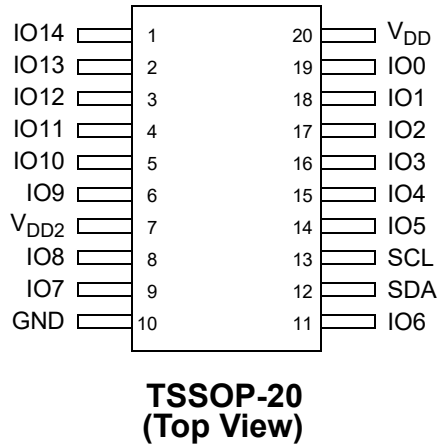 IO14 1 20 VDD
IO13 2 19 IO0
IO12 3 18 IO1
IO11 4 17 IO2
IO10 5 16 IO3
IO9 6 15 IO4
VDD2 7 14 IO5
IO8 8 13 SCL
IO7 9 12 SDA
GND 10 11 IO6
TSSOP-20
(Top View)